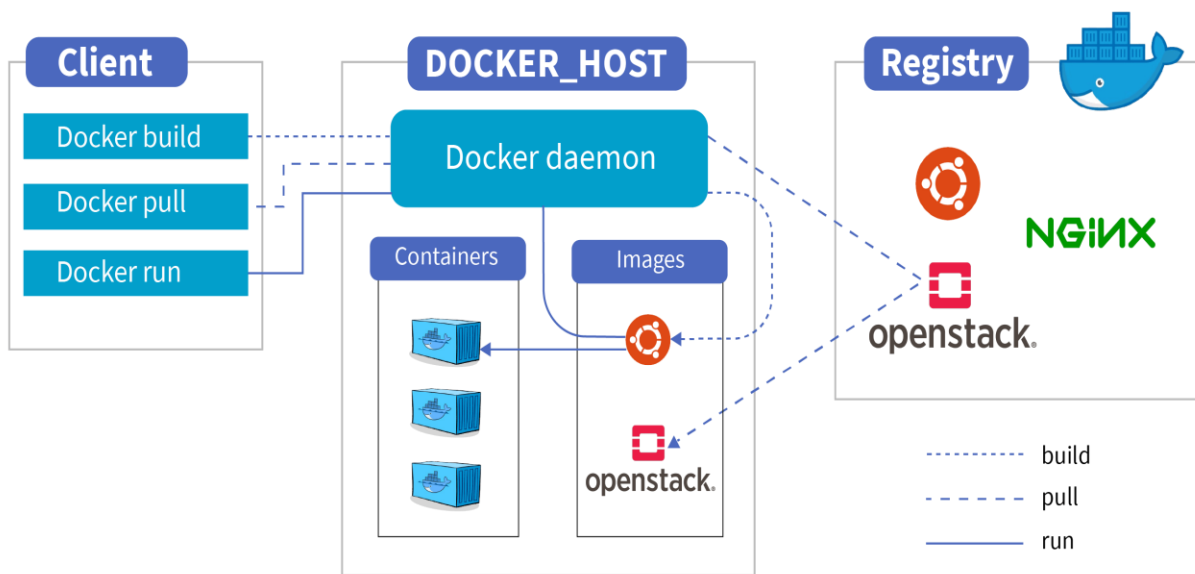 Client
Docker build
Docker pull
Docker run
DOCKER_HOST
Docker daemon
Containers
Images
openstack.
Registry
NGINX
openstack.
build
pull
run